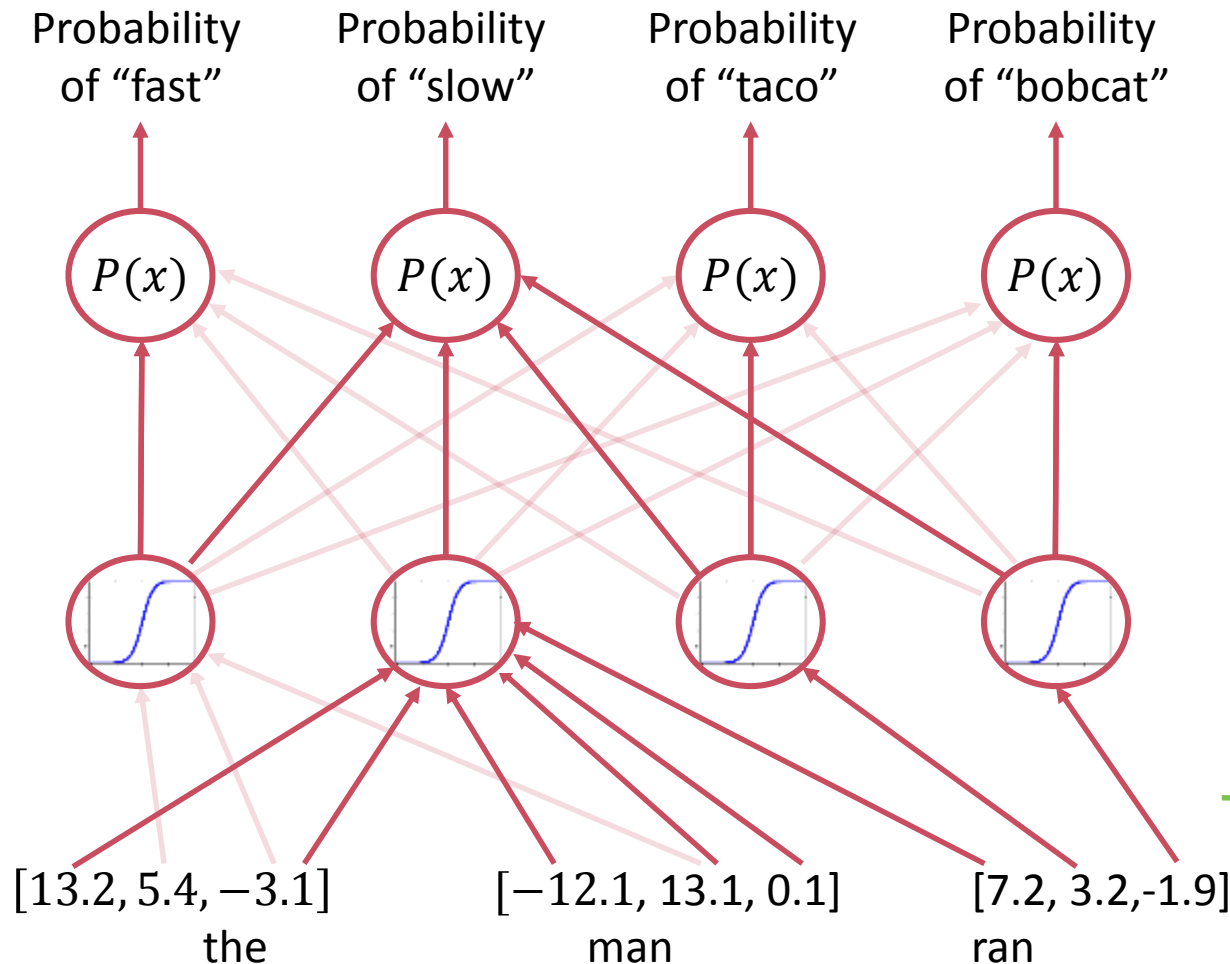 Probability of “fast”
Probability of “slow”
Probability of “taco”
Probability of “bobcat”
P(x) P(x) P(x) P(x)
[13.2, 5.4, −3.1] [−12.1, 13.1, 0.1] [7.2, 3.2,-1.9]
the man ran